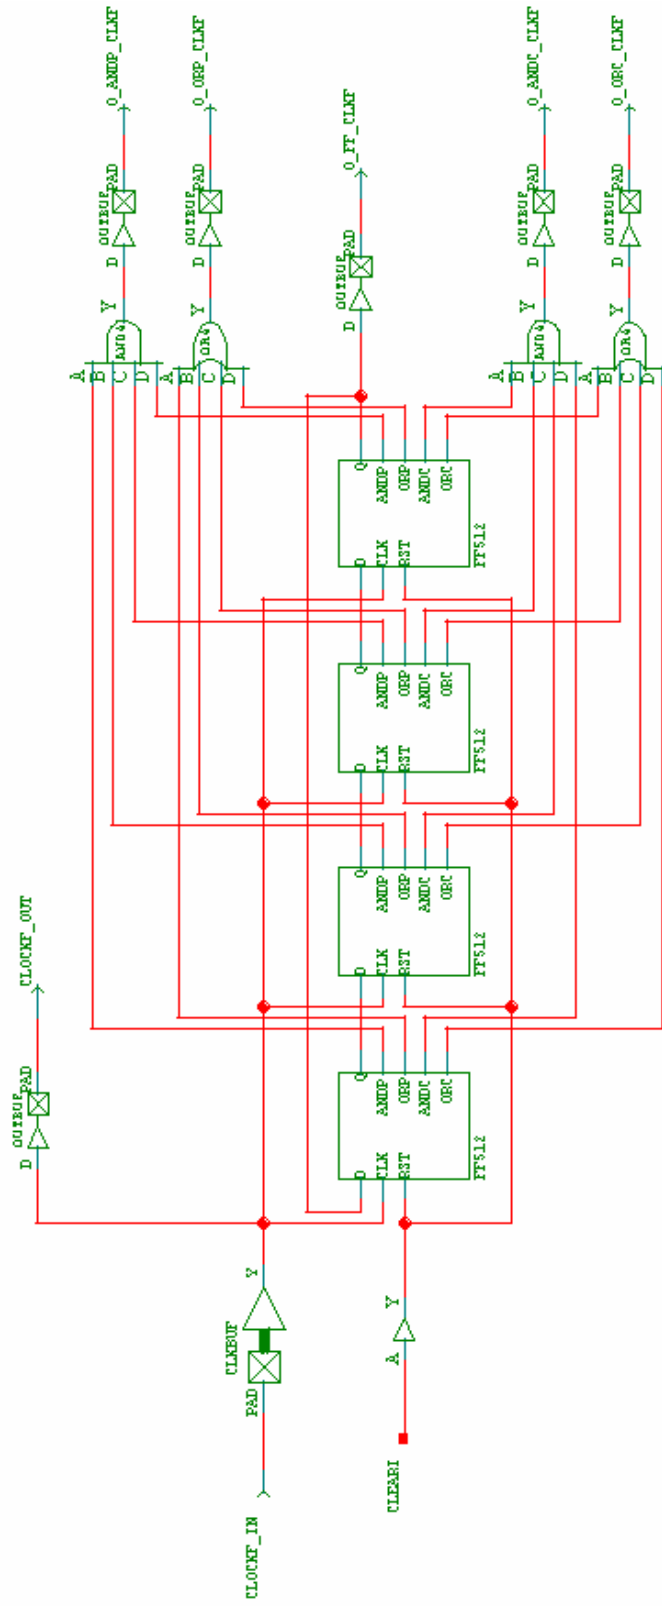 O_ANDP_CLKF
O_ORP_CLKF
O_FF_CLKF
O_ANDC_CLKF
O_ORC_CLKF
OUTBUF
PAD
D
OUTBUF
PAD
D
OUTBUF
PAD
D
OUTBUF
PAD
D
OUTBUF
PAD
D
Y
AND4
A
B
C
D
Y
OR4
A
B
C
D
Y
AND4
A
B
C
D
Y
OR4
A
B
C
D
Q
ANDP
ORP
ANDC
ORC
D
CLK
RST
FF512
Q
ANDP
ORP
ANDC
ORC
D
CLK
RST
FF512
Q
ANDP
ORP
ANDC
ORC
D
CLK
RST
FF512
Q
ANDP
ORP
ANDC
ORC
D
CLK
RST
FF512
CLOCKF_OUT
OUTBUF
PAD
D
CLKBUF
Y
PAD
CLOCKF_IN
Y
A
CLEARI